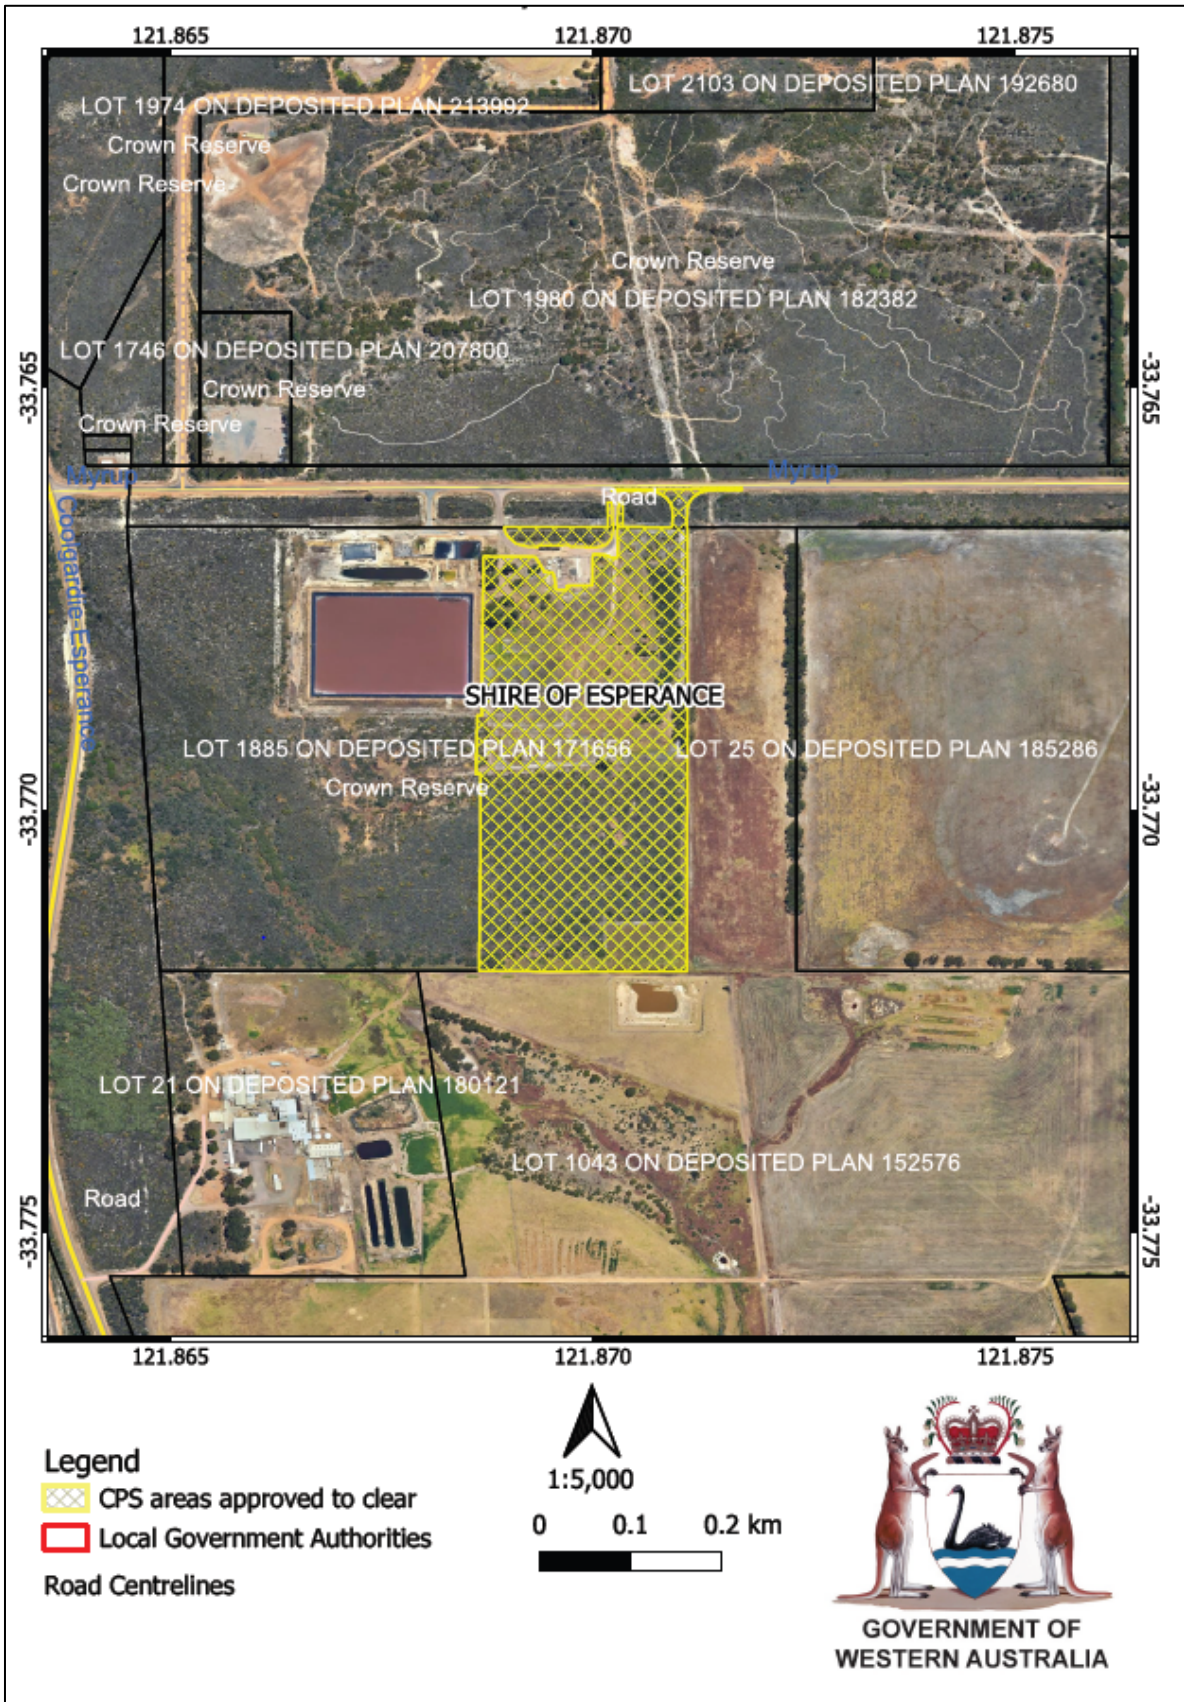 121.865 121.870 121.875
LOT 2103 ON DEPOSITED PLAN 192680
LOT 1974 ON DEPOSITED PLAN 213992
Crown Reserve
Crown Reserve
Crown Reserve
LOT 1980 ON DEPOSITED PLAN 182382
LOT 1746 ON DEPOSITED PLAN 207800
-33.765
-33.765
Crown Reserve
Crown Reserve
Myrup
Myrup
Road
Coolgardie-Esperance
SHIRE OF ESPERANCE
LOT 1885 ON DEPOSITED PLAN 171656
LOT 25 ON DEPOSITED PLAN 185286
Crown Reserve
-33.770
-33.770
LOT 21 ON DEPOSITED PLAN 180121
LOT 1043 ON DEPOSITED PLAN 152576
Road
-33.775
-33.775
121.865 121.870 121.875
Legend
CPS areas approved to clear
Local Government Authorities
Road Centrelines
1:5,000
0 0.1 0.2 km
GOVERNMENT OF
WESTERN AUSTRALIA